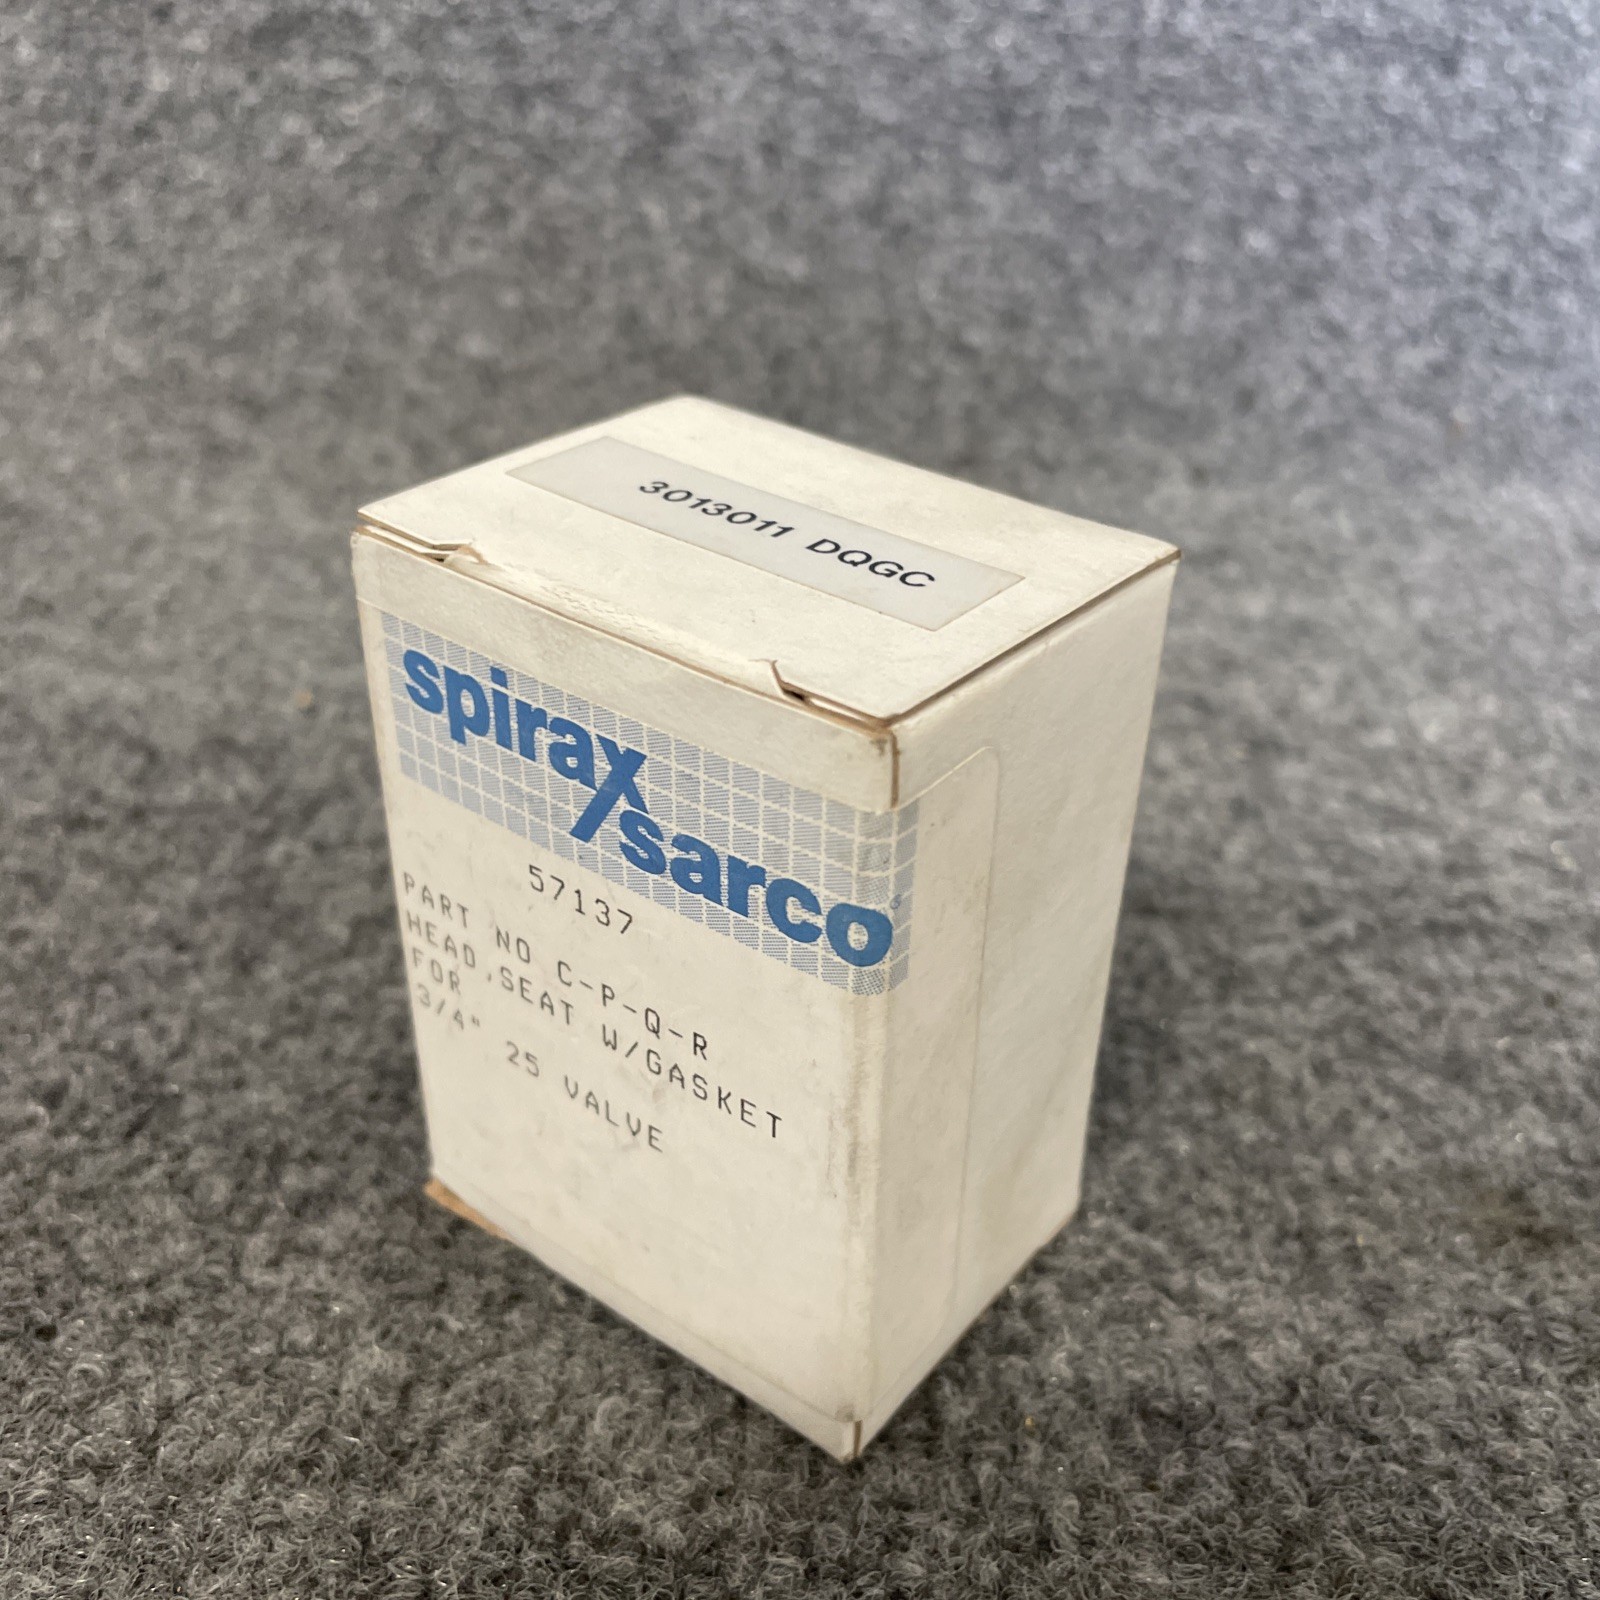 3013011 DQGC
spirax
/sarco
57137
PART NO C-P-Q-R
HEAD,SEAT W/GASKET
FOR
3/4" 25 VALVE